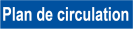 Plan de circulation